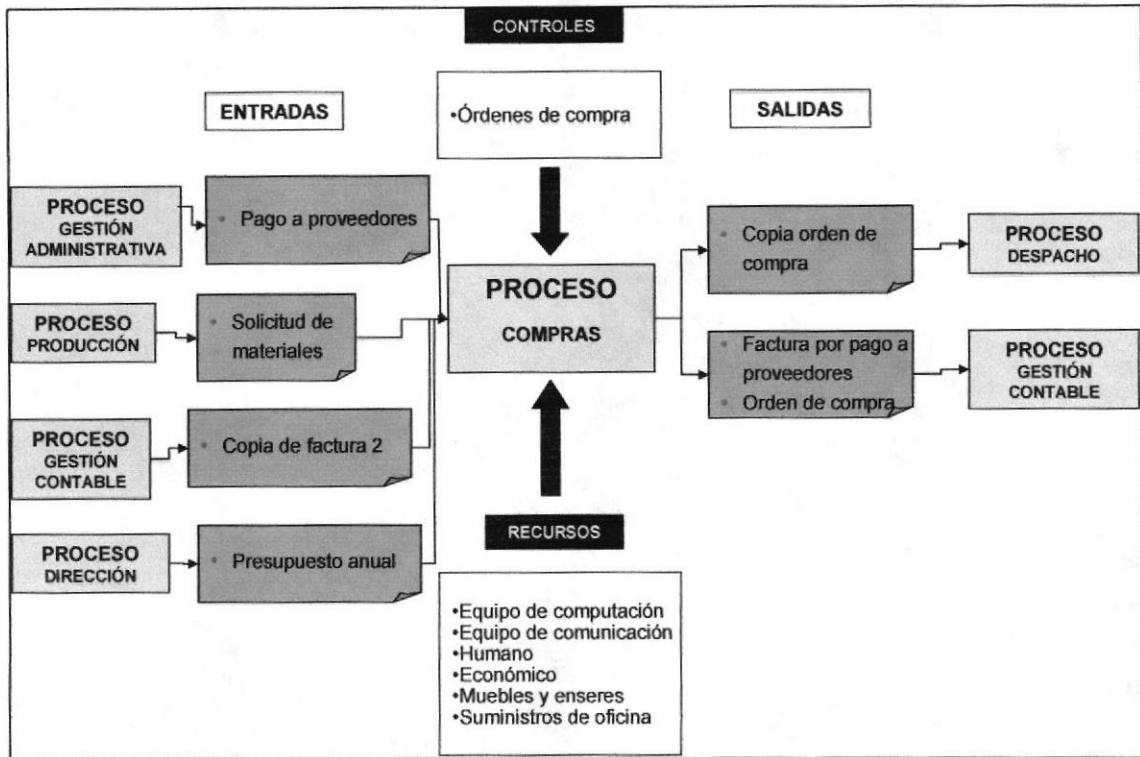 CONTROLES
•Órdenes de compra
ENTRADAS
SALIDAS
PROCESO
GESTIÓN
ADMINISTRATIVA
• Pago a proveedores
PROCESO
PRODUCCIÓN
• Solicitud de
materiales
PROCESO
GESTIÓN
CONTABLE
• Copia de factura 2
PROCESO
DIRECCIÓN
• Presupuesto anual
PROCESO
COMPRAS
• Copia orden de
compra
PROCESO
DESPACHO
• Factura por pago a
proveedores
• Orden de compra
PROCESO
GESTIÓN
CONTABLE
RECURSOS
•Equipo de computación
•Equipo de comunicación
•Humano
•Económico
•Muebles y enseres
•Suministros de oficina